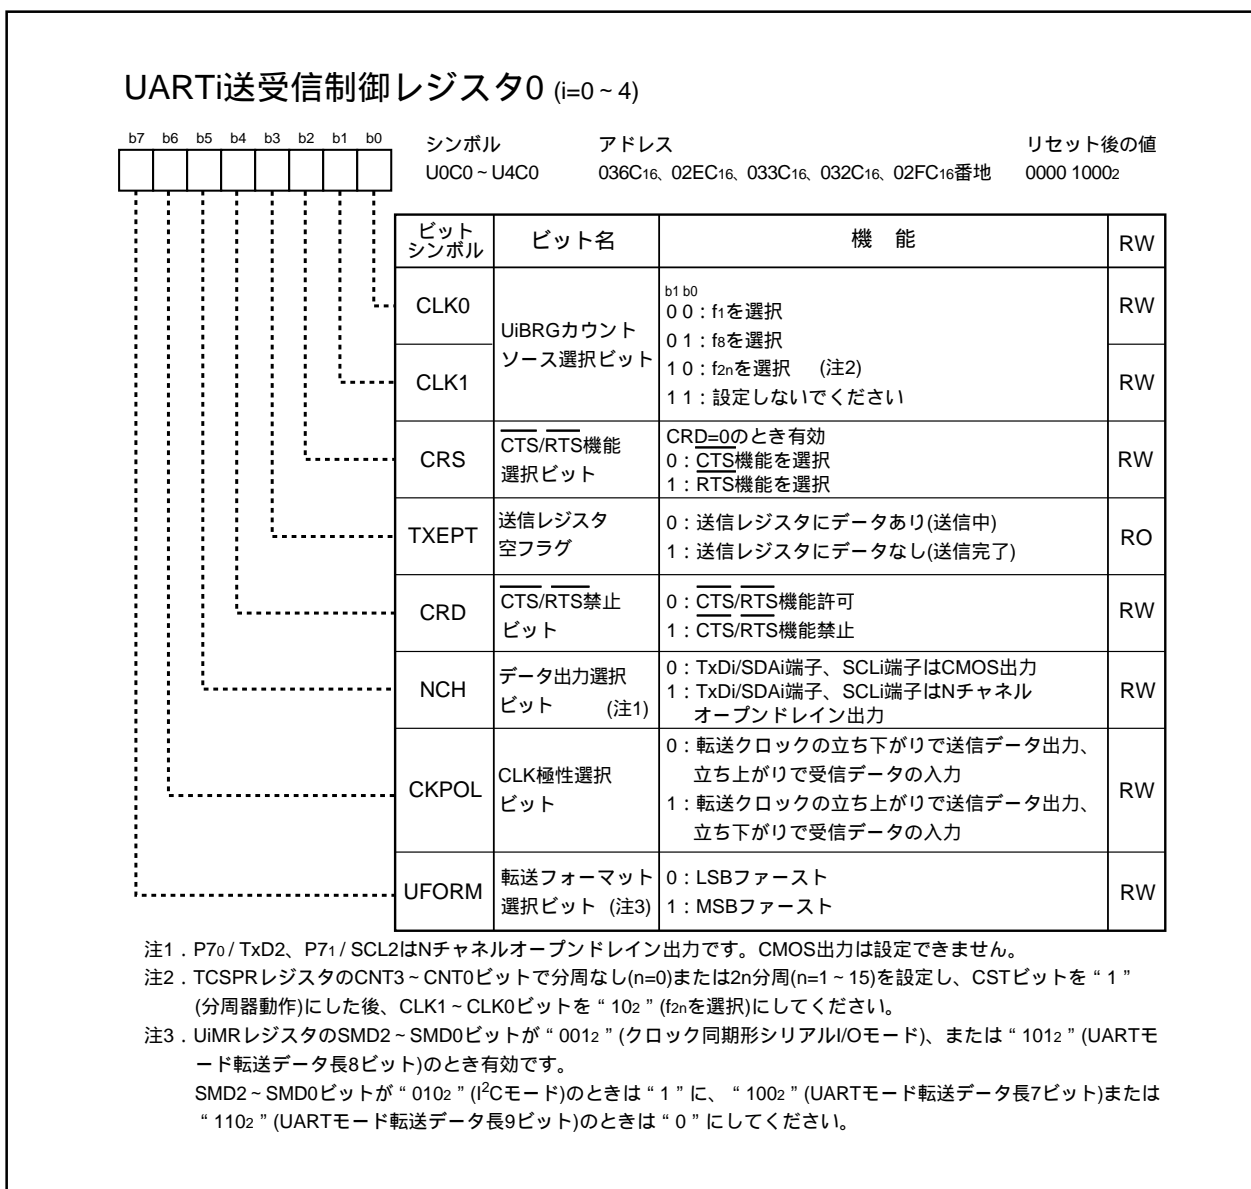 UARTi送受信制御レジスタ0 (i=0～4)
b7 b6 b5 b4 b3 b2 b1 b0
シンボル アドレス リセット後の値
U0C0～U4C0 036C16、02EC16、033C16、032C16、02FC16番地 0000 10002
ビット
シンボル ビット名 機 能 RW
CLK0 RW
CLK1 RW
UiBRGカウント
ソース選択ビット
b1 b0
0 0：f1を選択
0 1：f8を選択
1 0：f2nを選択 (注2)
1 1：設定しないでください
CRS CTS/RTS機能
選択ビット
CRD=0のとき有効
0：CTS機能を選択
1：RTS機能を選択
RW
TXEPT 送信レジスタ
空フラグ
0：送信レジスタにデータあり(送信中)
1：送信レジスタにデータなし(送信完了)
RO
CRD CTS/RTS禁止
ビット
0：CTS/RTS機能許可
1：CTS/RTS機能禁止
RW
NCH データ出力選択
ビット (注1)
0：TxDi/SDAi端子、SCLi端子はCMOS出力
1：TxDi/SDAi端子、SCLi端子はNチャネル
オープンドレイン出力
RW
CKPOL CLK極性選択
ビット
0：転送クロックの立ち下がりで送信データ出力、
立ち上がりで受信データの入力
1：転送クロックの立ち上がりで送信データ出力、
立ち下がりで受信データの入力
RW
UFORM 転送フォーマット
選択ビット (注3)
0：LSBファースト
1：MSBファースト
RW
注1．P70 / TxD2、P71 / SCL2はNチャネルオープンドレイン出力です。CMOS出力は設定できません。
注2．TCSPRレジスタのCNT3～CNT0ビットで分周なし(n=0)または2n分周(n=1～15)を設定し、CSTビットを“1”
(分周器動作)にした後、CLK1～CLK0ビットを“102”(f2nを選択)にしてください。
注3．UiMRレジスタのSMD2～SMD0ビットが“0012”(クロック同期形シリアルI/Oモード)、または“1012”(UARTモ
ード転送データ長8ビット)のとき有効です。
SMD2～SMD0ビットが“0102”(I2Cモード)のときは“1”に、“1002”(UARTモード転送データ長7ビット)または
“1102”(UARTモード転送データ長9ビット)のときは“0”にしてください。